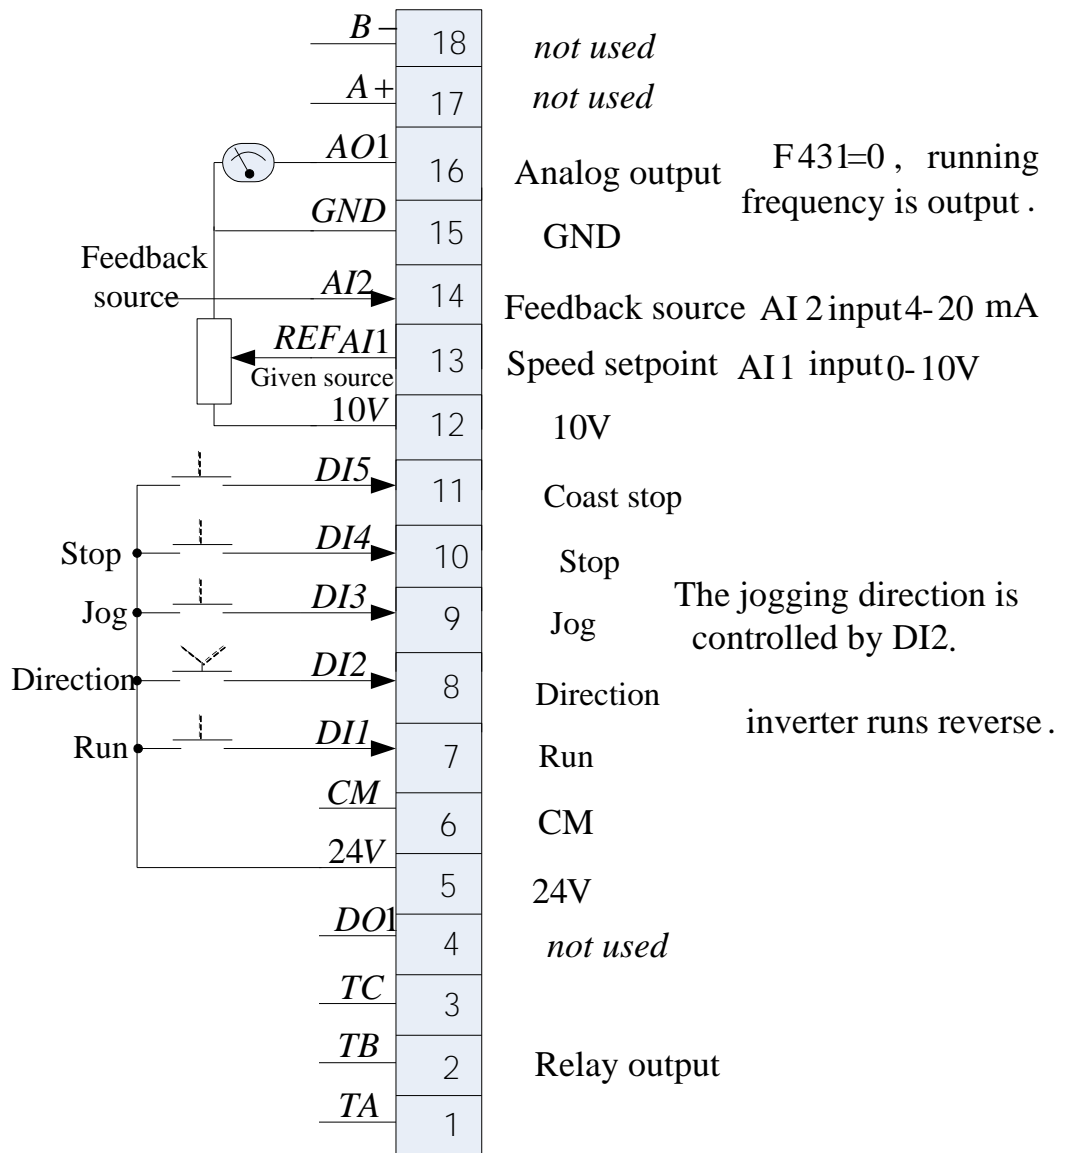 B − 18 not used
A + 17 not used
AO1 16 Analog output F431=0 , running
frequency is output .
GND 15 GND
Feedback
source AI2 14 Feedback source AI 2 input 4-20 mA
REF AI1 13 Speed setpoint AI1 input 0-10V
Given source
10V 12 10V
DI5 11 Coast stop
Stop DI4 10 Stop
Jog DI3 9 Jog The jogging direction is
controlled by DI2.
Direction DI2 8 Direction
inverter runs reverse .
Run DI1 7 Run
CM 6 CM
24V 5 24V
DO1 4 not used
TC 3
TB 2 Relay output
TA 1